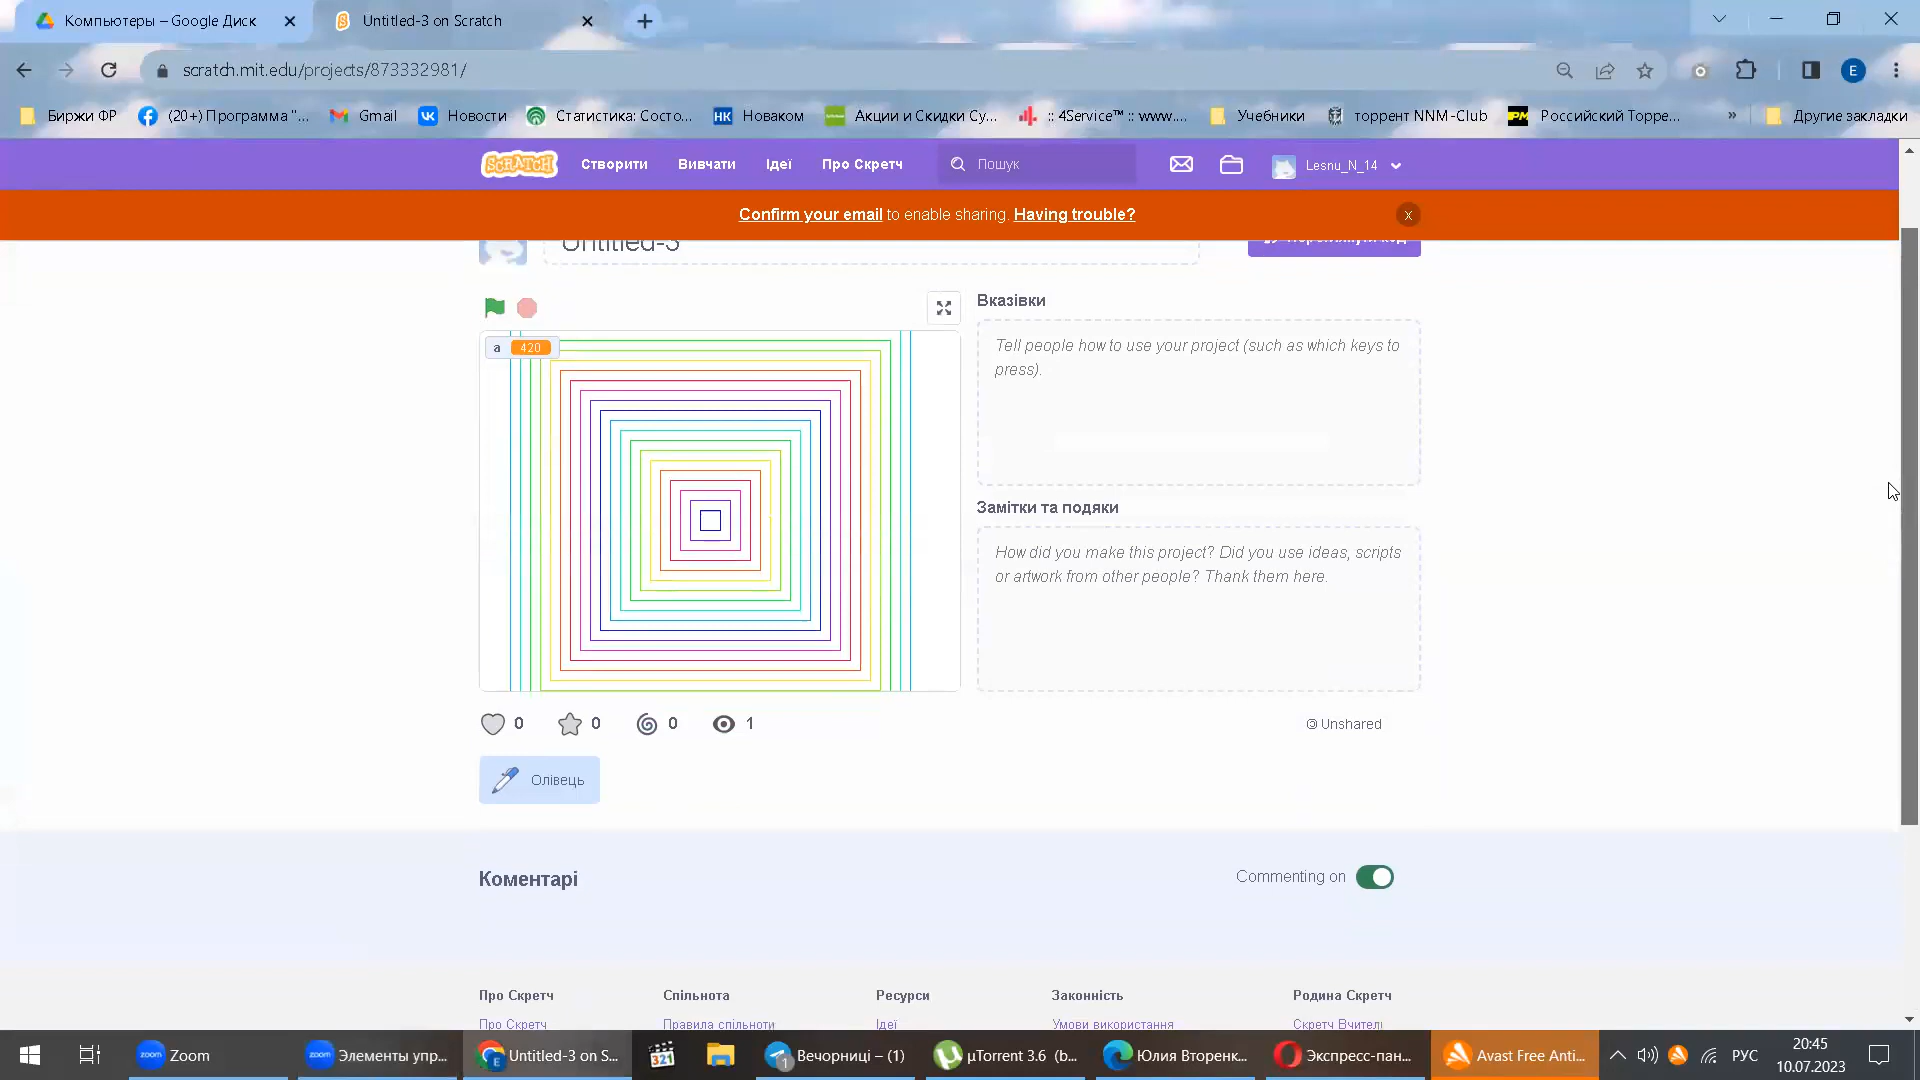 Компьютеры – Google Диск
Untitled-3 on Scratch
scratch.mit.edu/projects/873332981/
E
Биржи ФР
(20+) Программа "...
Gmail
Новости
Статистика: Состо...
НК Новаком
Акции и Скидки Су...
:: 4Service™ :: www....
Учебники
торрент NNM-Club
Российский Торре...
»
Другие закладки
SCRATCH
Створити
Вивчати
Ідеї
Про Скретч
Пошук
Lesnu_N_14
Confirm your email to enable sharing. Having trouble?
x
Untitled-3
a 420
Вказівки
Tell people how to use your project (such as which keys to
press).
Замітки та подяки
How did you make this project? Did you use ideas, scripts
or artwork from other people? Thank them here.
0
0
0
1
Unshared
Олівець
Коментарі
Commenting on
Про Скретч
Спільнота
Ресурси
Законність
Родина Скретч
Про Скретч
Правила спільноти
Ідеї
Умови використання
Zoom
Элементы упр...
Untitled-3 on S...
321
Вечорниці – (1)
µTorrent 3.6 (b...
Юлия Вторенк...
Экспресс-пан...
Avast Free Anti...
РУС
20:45
10.07.2023